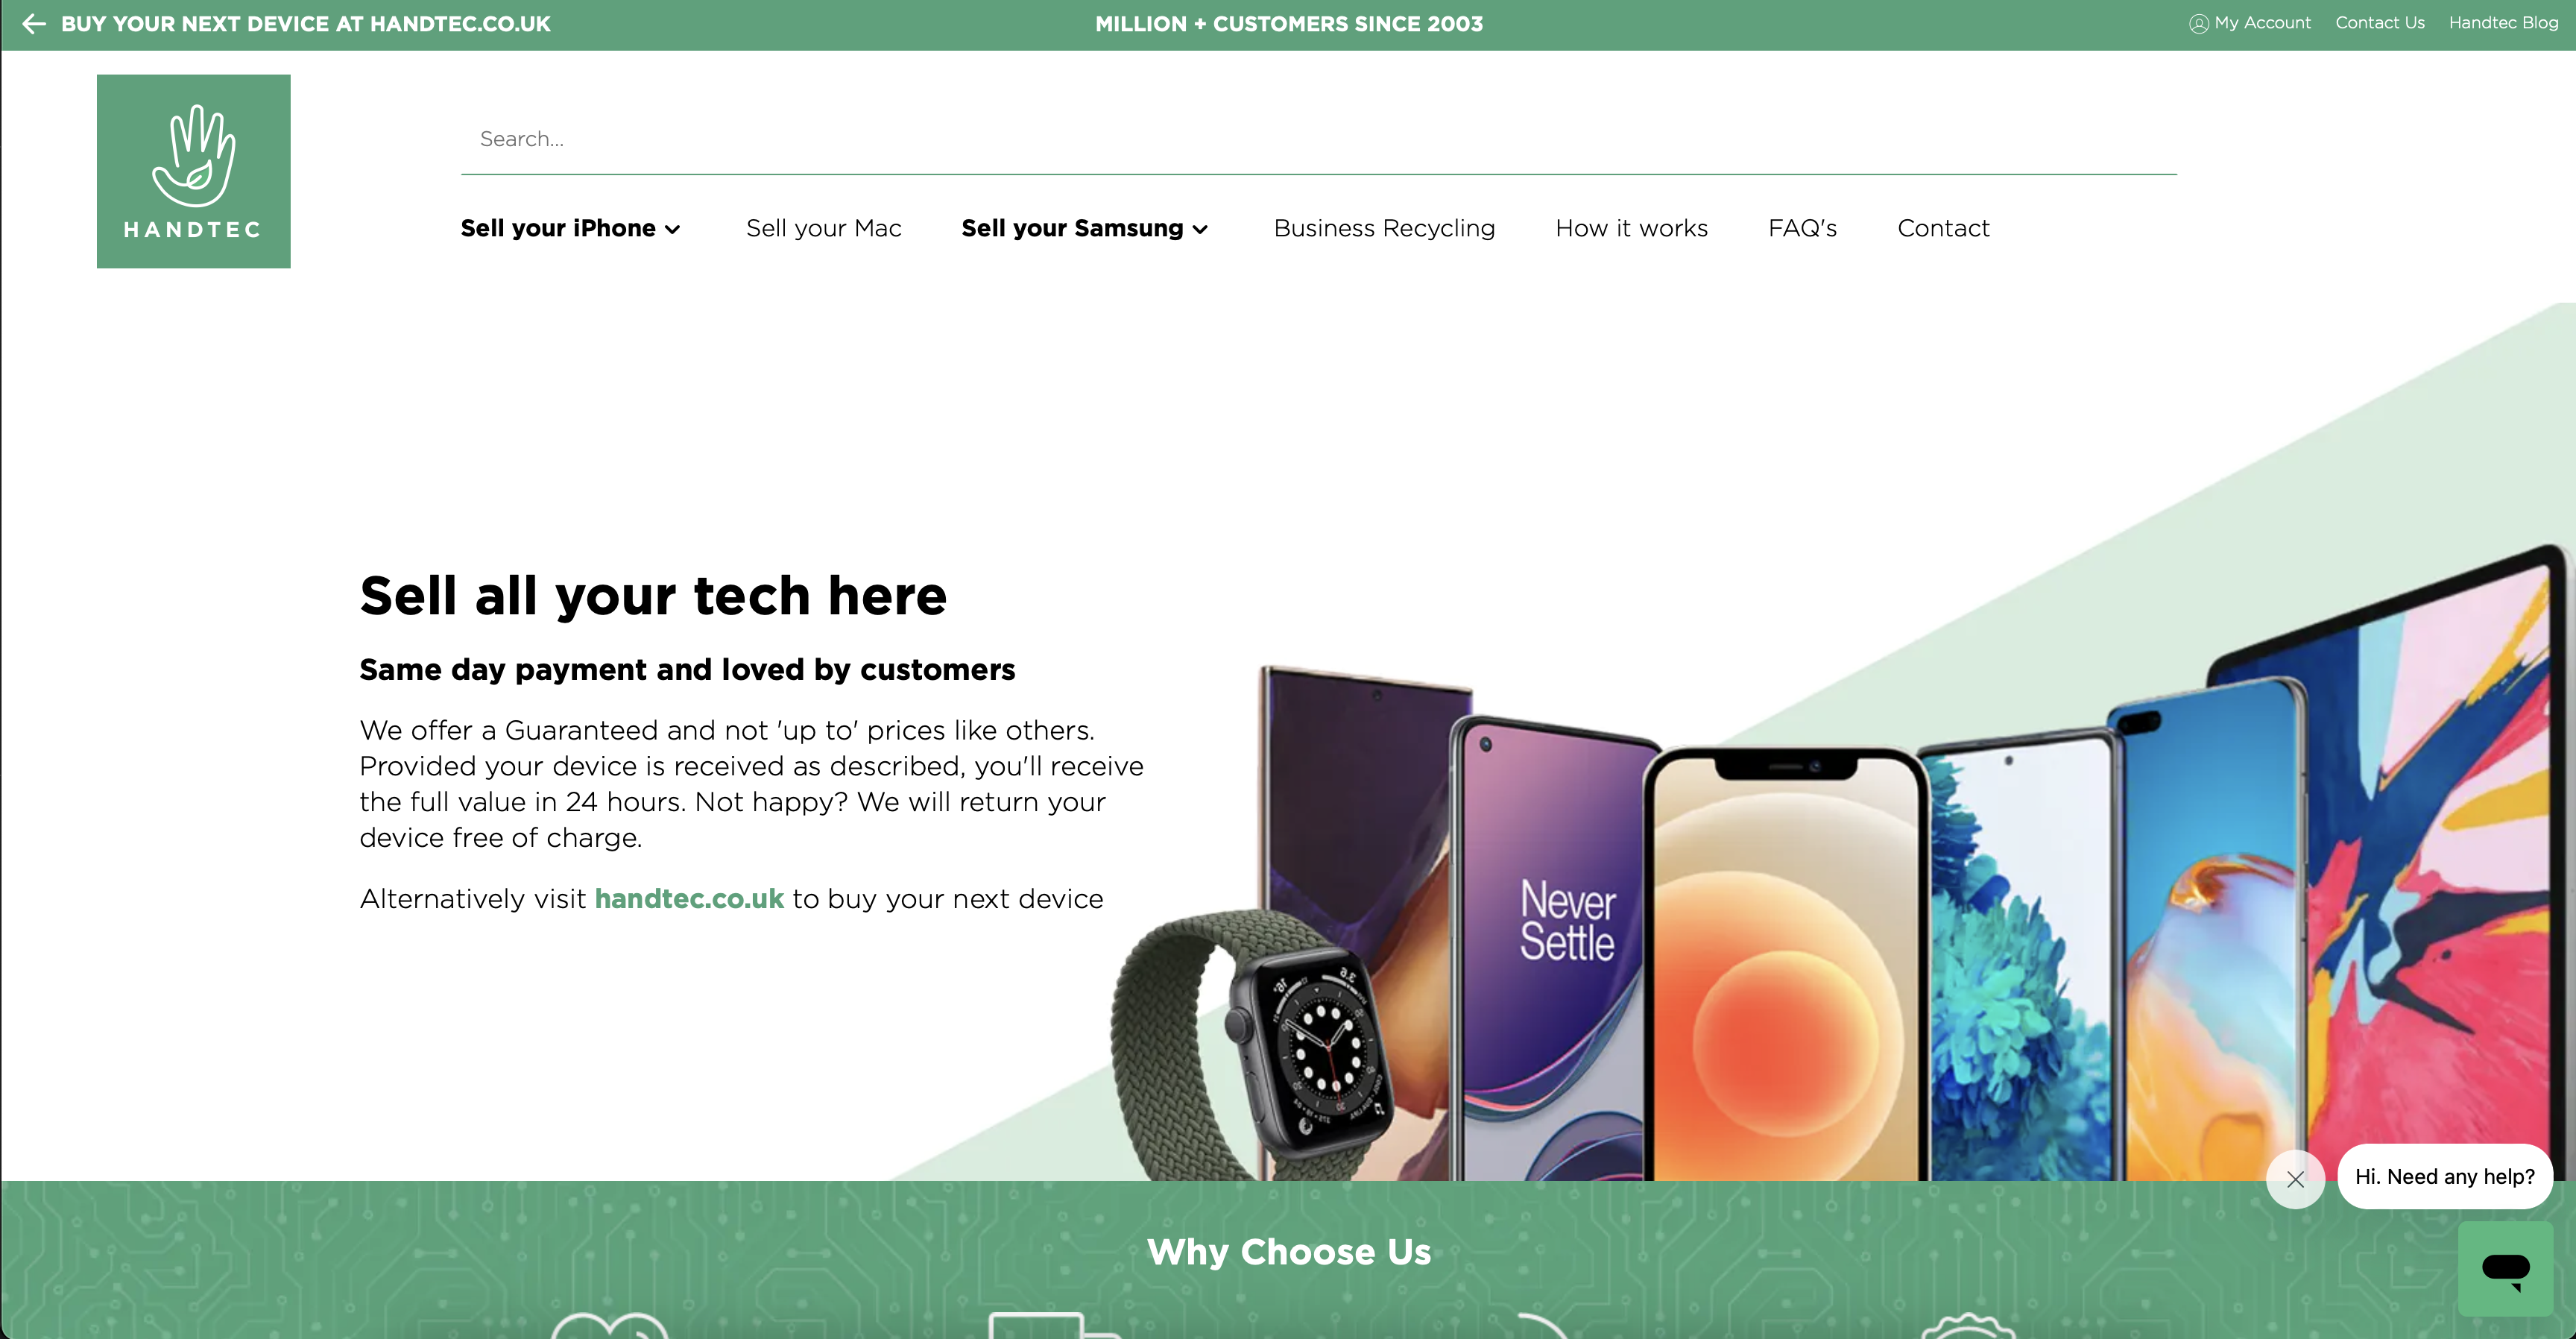 BUY YOUR NEXT DEVICE AT HANDTEC.CO.UK
MILLION + CUSTOMERS SINCE 2003
My Account
Contact Us
Handtec Blog
HANDTEC
Search...
Sell your iPhone
Sell your Mac
Sell your Samsung
Business Recycling
How it works
FAQ's
Contact
Sell all your tech here
Same day payment and loved by customers
We offer a Guaranteed and not 'up to' prices like others.
Provided your device is received as described, you'll receive
the full value in 24 hours. Not happy? We will return your
device free of charge.
Alternatively visit handtec.co.uk to buy your next device
Never
Settle
Hi. Need any help?
Why Choose Us